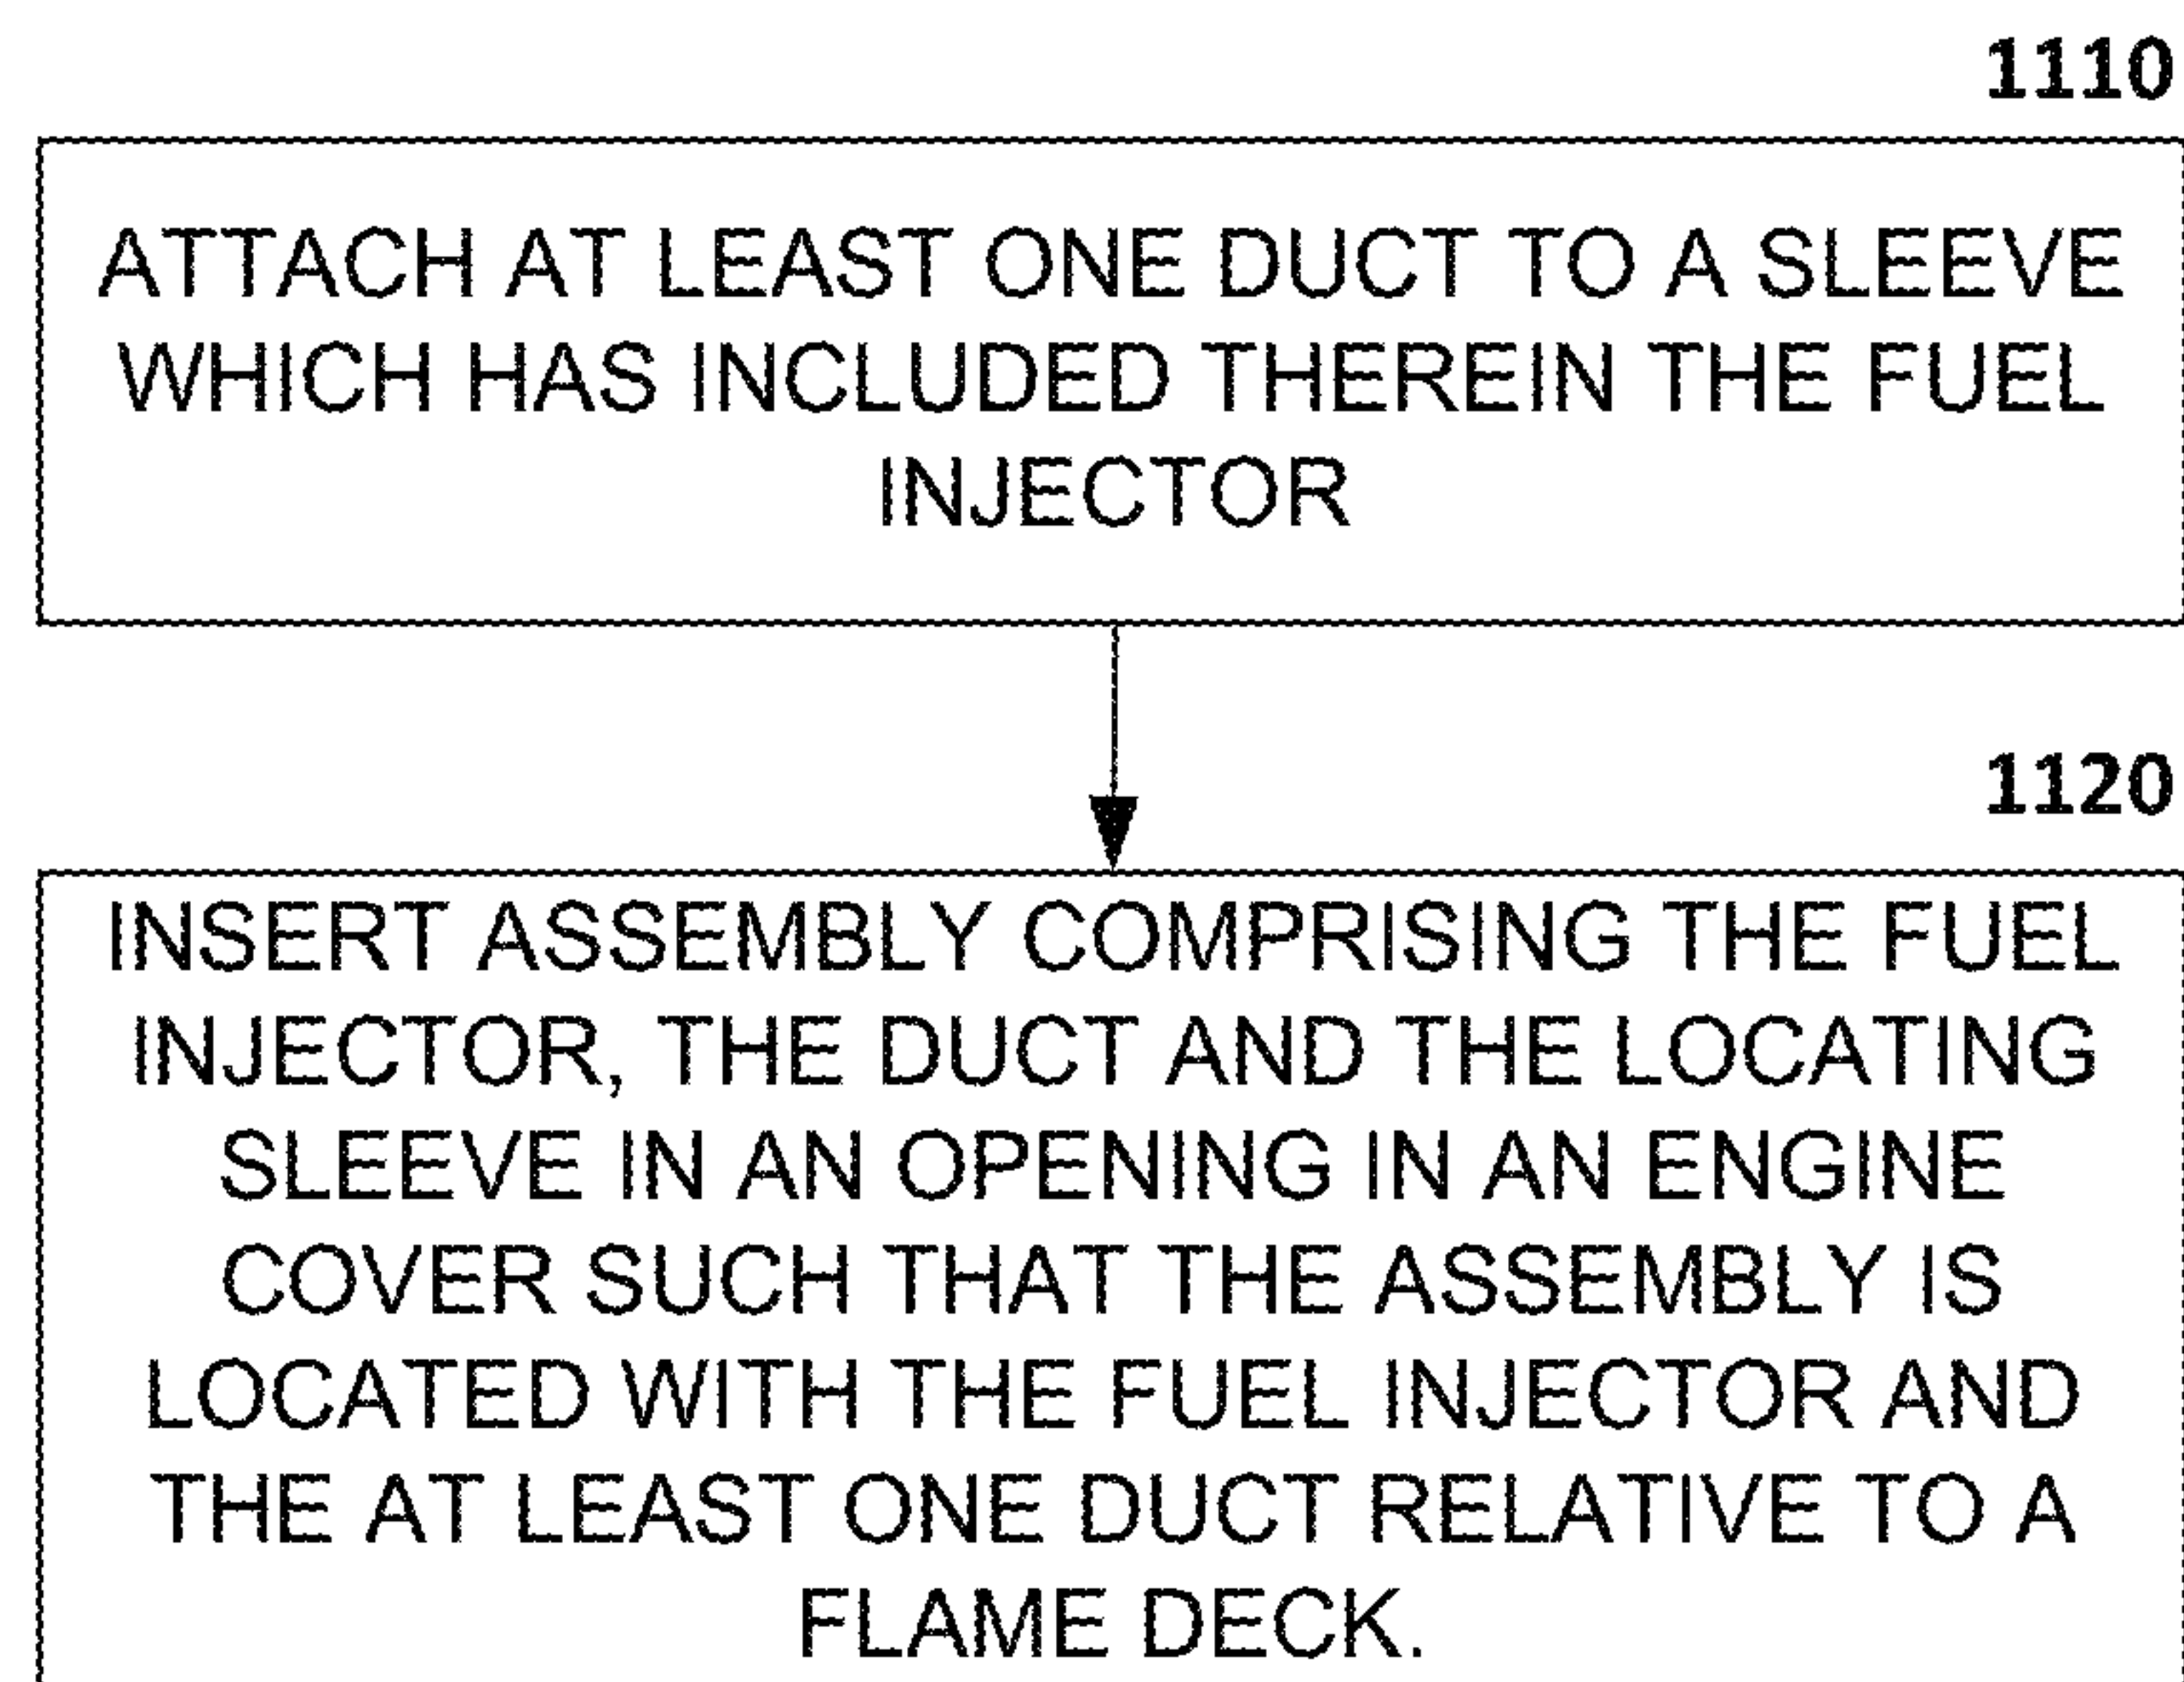 1110
ATTACH AT LEAST ONE DUCT TO A SLEEVE
WHICH HAS INCLUDED THEREIN THE FUEL
INJECTOR
1120
INSERT ASSEMBLY COMPRISING THE FUEL
INJECTOR, THE DUCT AND THE LOCATING
SLEEVE IN AN OPENING IN AN ENGINE
COVER SUCH THAT THE ASSEMBLY IS
LOCATED WITH THE FUEL INJECTOR AND
THE AT LEAST ONE DUCT RELATIVE TO A
FLAME DECK.